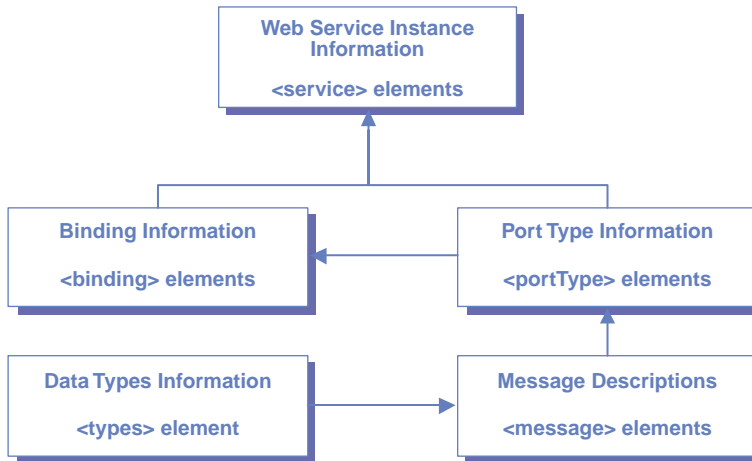 Web Service Instance
Information
<service> elements
Binding Information
<binding> elements
Port Type Information
<portType> elements
Data Types Information
<types> element
Message Descriptions
<message> elements